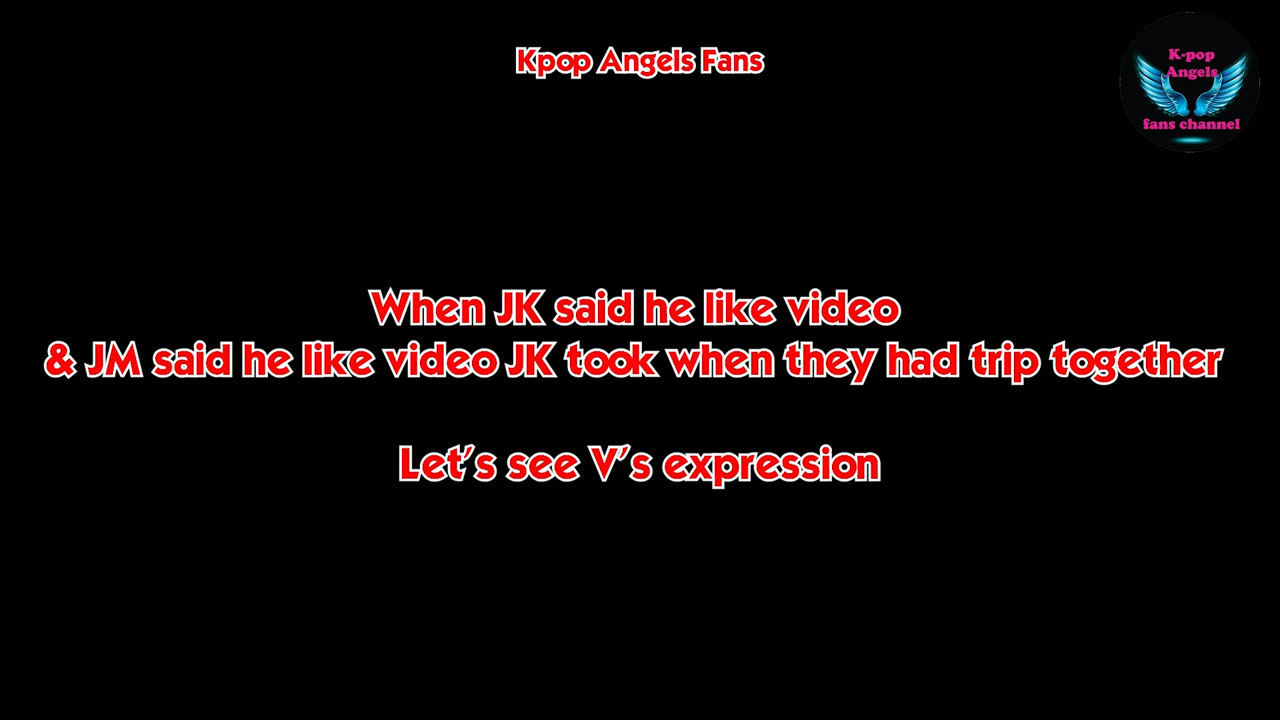 Kpop Angels Fans
K-pop
Angels
fans channel
When JK said he like video
& JM said he like video JK took when they had trip together
Let's see V's expression